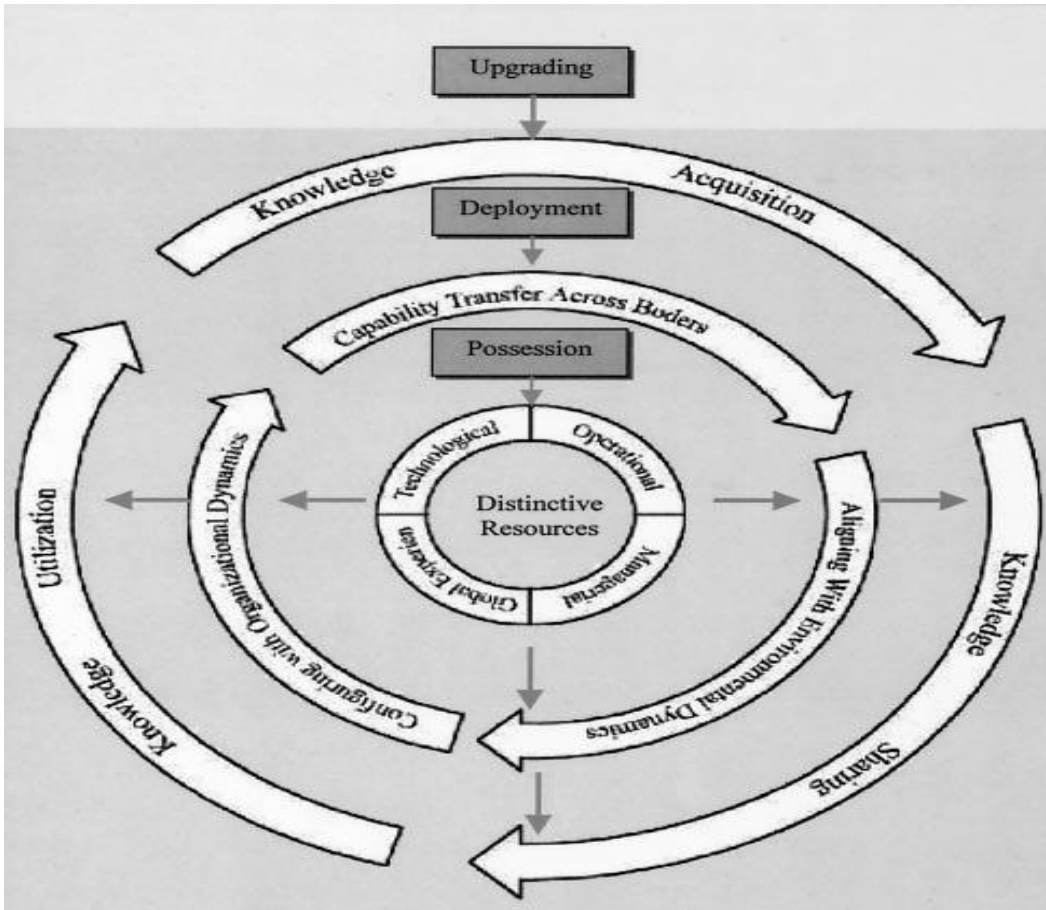 Upgrading
Knowledge Acquisition
Deployment
Capability Transfer Across Boders
Possession
Technological
Operational
Distinctive
Resources
Global Experien
Managerial
Configuring with Organizational Dynamics
Aligning With Environmental Dynamics
Knowledge Utilization
Knowledge Sharing